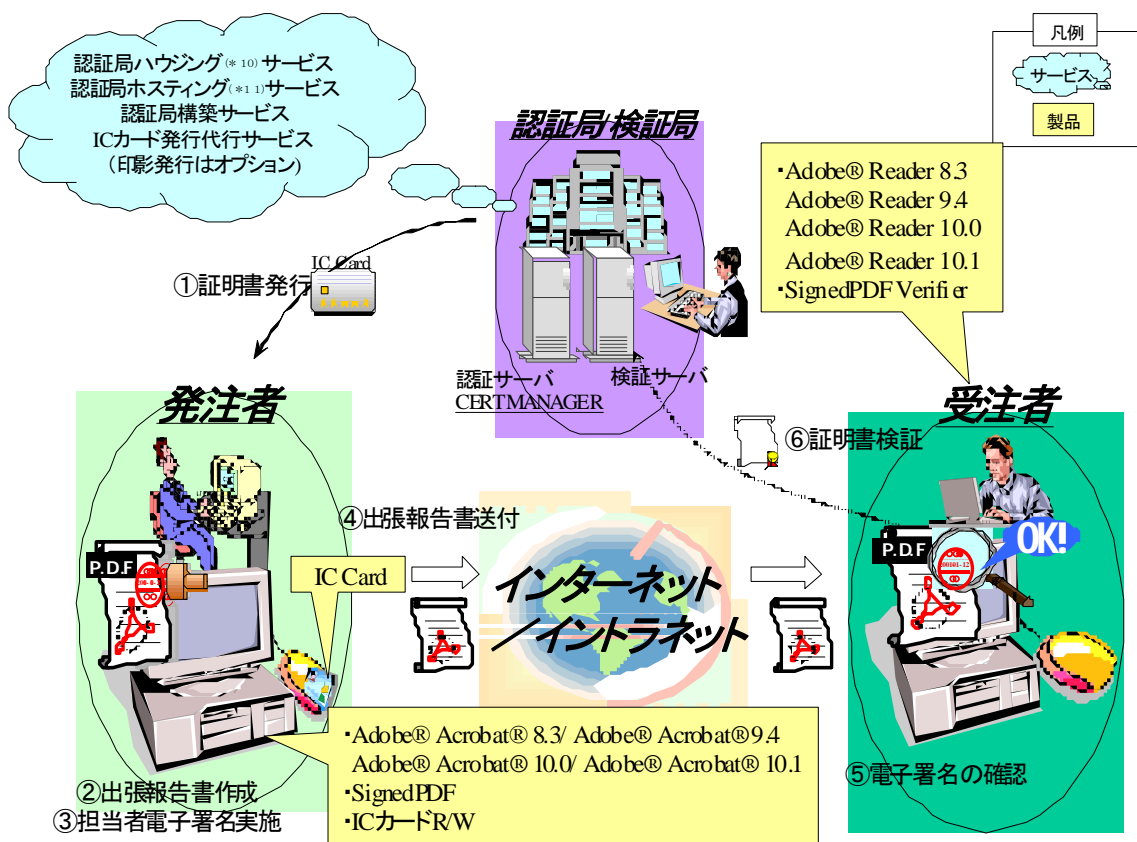 認証局ハウジング(*10)サービス
認証局ホスティング(*11)サービス
認証局構築サービス
ICカード発行代行サービス
(印影発行はオプション)
凡例
サービス
製品
認証局/検証局
・Adobe® Reader 8.3
Adobe® Reader 9.4
Adobe® Reader 10.0
Adobe® Reader 10.1
・SignedPDF Verifier
IC Card
①証明書発行
認証サーバ
CERTMANAGER
検証サーバ
発注者
受注者
⑥証明書検証
④出張報告書送付
P.D.F
IC Card
インターネット
／イントラネット
P.D.F
OK!
・Adobe® Acrobat® 8.3/ Adobe® Acrobat® 9.4
Adobe® Acrobat® 10.0/ Adobe® Acrobat® 10.1
・SignedPDF
・ICカードR/W
②出張報告書作成
③担当者電子署名実施
⑤電子署名の確認